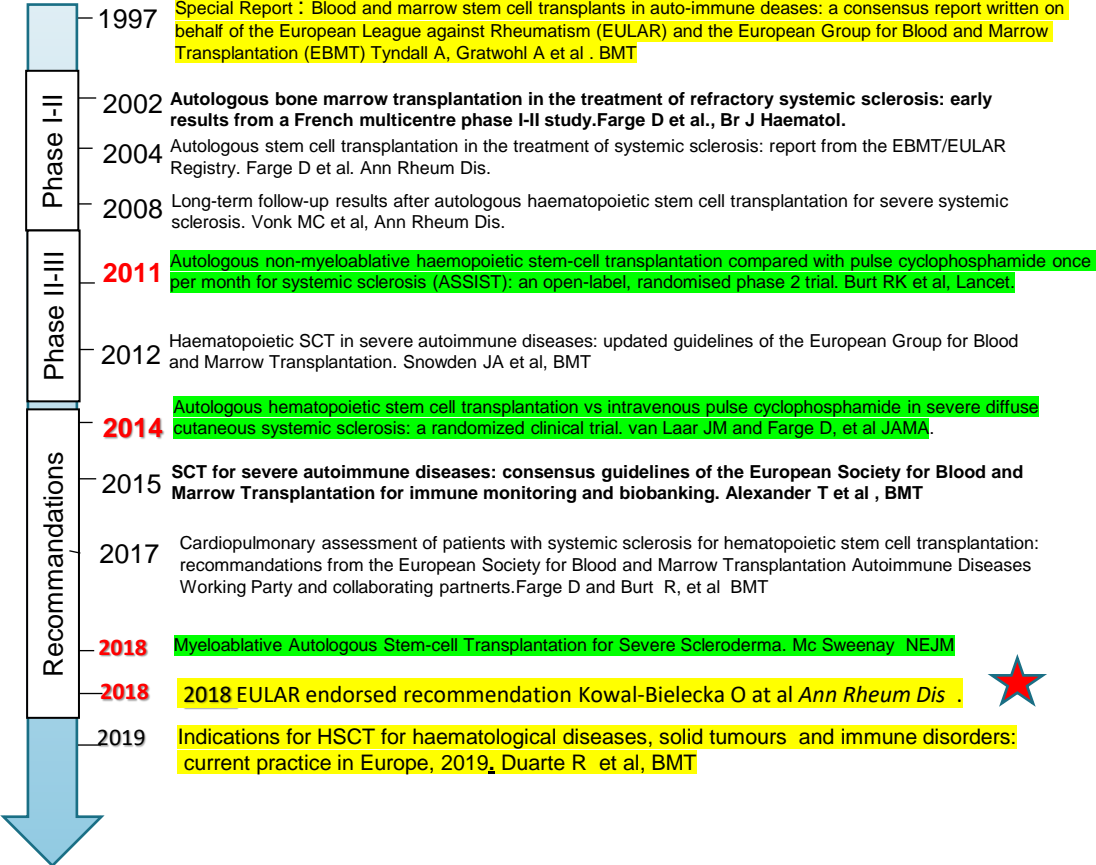 1997
Special Report : Blood and marrow stem cell transplants in auto-immune deases: a consensus report written on
behalf of the European League against Rheumatism (EULAR) and the European Group for Blood and Marrow
Transplantation (EBMT) Tyndall A, Gratwohl A et al . BMT
Phase I-II
2002
Autologous bone marrow transplantation in the treatment of refractory systemic sclerosis: early
results from a French multicentre phase I-II study.Farge D et al., Br J Haematol.
2004
Autologous stem cell transplantation in the treatment of systemic sclerosis: report from the EBMT/EULAR
Registry. Farge D et al. Ann Rheum Dis.
2008
Long-term follow-up results after autologous haematopoietic stem cell transplantation for severe systemic
sclerosis. Vonk MC et al, Ann Rheum Dis.
Phase II-III
2011
Autologous non-myeloablative haemopoietic stem-cell transplantation compared with pulse cyclophosphamide once
per month for systemic sclerosis (ASSIST): an open-label, randomised phase 2 trial. Burt RK et al, Lancet.
2012
Haematopoietic SCT in severe autoimmune diseases: updated guidelines of the European Group for Blood
and Marrow Transplantation. Snowden JA et al, BMT
Recommandations
2014
Autologous hematopoietic stem cell transplantation vs intravenous pulse cyclophosphamide in severe diffuse
cutaneous systemic sclerosis: a randomized clinical trial. van Laar JM and Farge D, et al JAMA.
2015
SCT for severe autoimmune diseases: consensus guidelines of the European Society for Blood and
Marrow Transplantation for immune monitoring and biobanking. Alexander T et al , BMT
2017
Cardiopulmonary assessment of patients with systemic sclerosis for hematopoietic stem cell transplantation:
recommandations from the European Society for Blood and Marrow Transplantation Autoimmune Diseases
Working Party and collaborating partnerts.Farge D and Burt R, et al BMT
2018
Myeloablative Autologous Stem-cell Transplantation for Severe Scleroderma. Mc Sweenay NEJM
2018
2018 EULAR endorsed recommendation Kowal-Bielecka O at al Ann Rheum Dis .
2019
Indications for HSCT for haematological diseases, solid tumours and immune disorders:
current practice in Europe, 2019. Duarte R et al, BMT